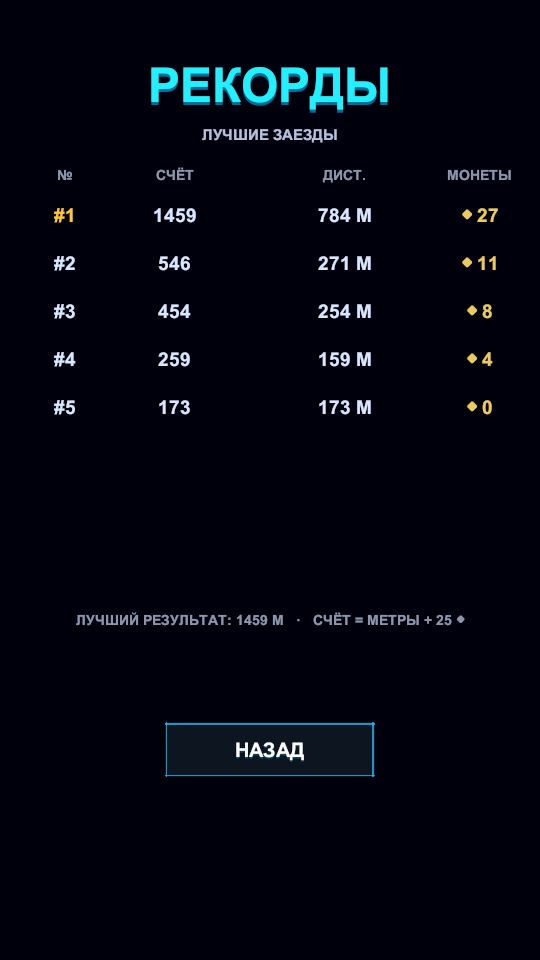 РЕКОРДЫ
ЛУЧШИЕ ЗАЕЗДЫ
№ СЧЁТ ДИСТ. МОНЕТЫ
#1 1459 784 М ◆ 27
#2 546 271 М ◆ 11
#3 454 254 М ◆ 8
#4 259 159 М ◆ 4
#5 173 173 М ◆ 0
ЛУЧШИЙ РЕЗУЛЬТАТ: 1459 М · СЧЁТ = МЕТРЫ + 25 ◆
НАЗАД